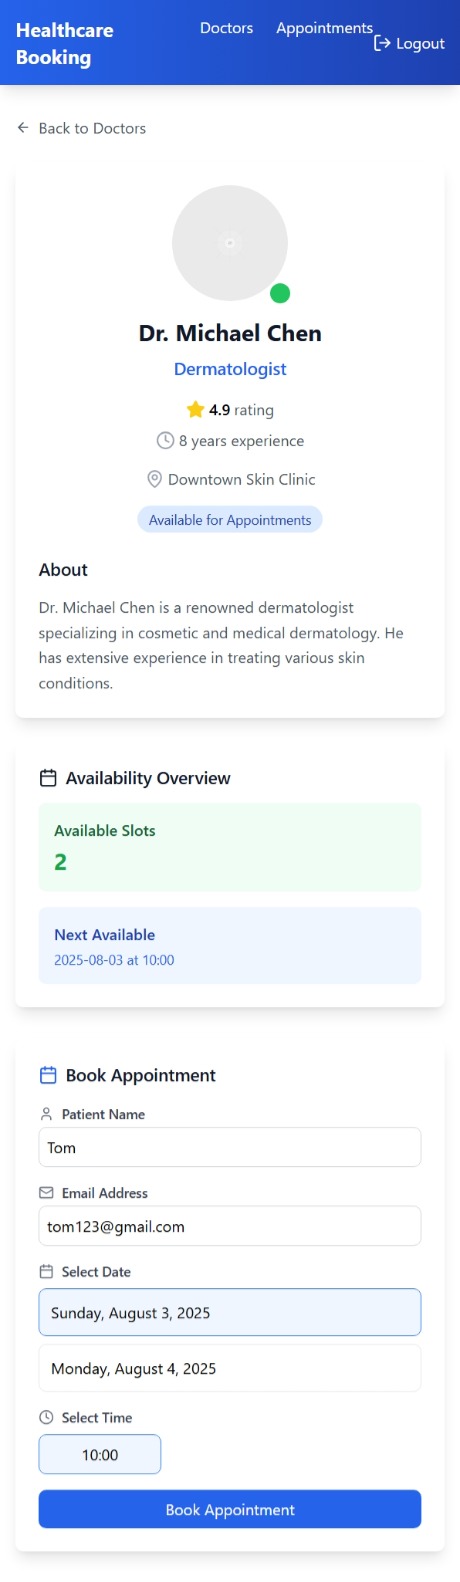 Healthcare
Booking
Doctors
Appointments
Logout
Back to Doctors
Dr. Michael Chen
Dermatologist
4.9 rating
8 years experience
Downtown Skin Clinic
Available for Appointments
About
Dr. Michael Chen is a renowned dermatologist
specializing in cosmetic and medical dermatology. He
has extensive experience in treating various skin
conditions.
Availability Overview
Available Slots
2
Next Available
2025-08-03 at 10:00
Book Appointment
Patient Name
Tom
Email Address
tom123@gmail.com
Select Date
Sunday, August 3, 2025
Monday, August 4, 2025
Select Time
10:00
Book Appointment